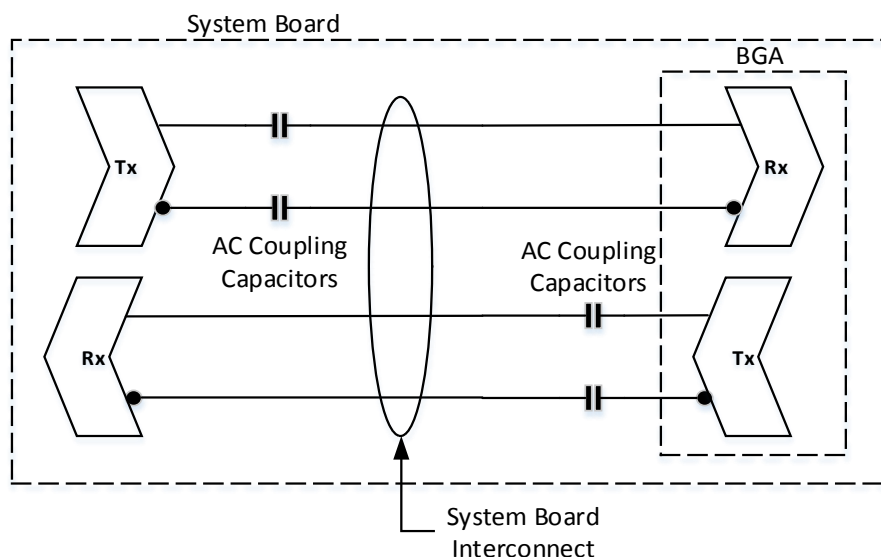 System Board
BGA
Tx
Rx
AC Coupling
Capacitors
AC Coupling
Capacitors
Rx
Tx
System Board
Interconnect